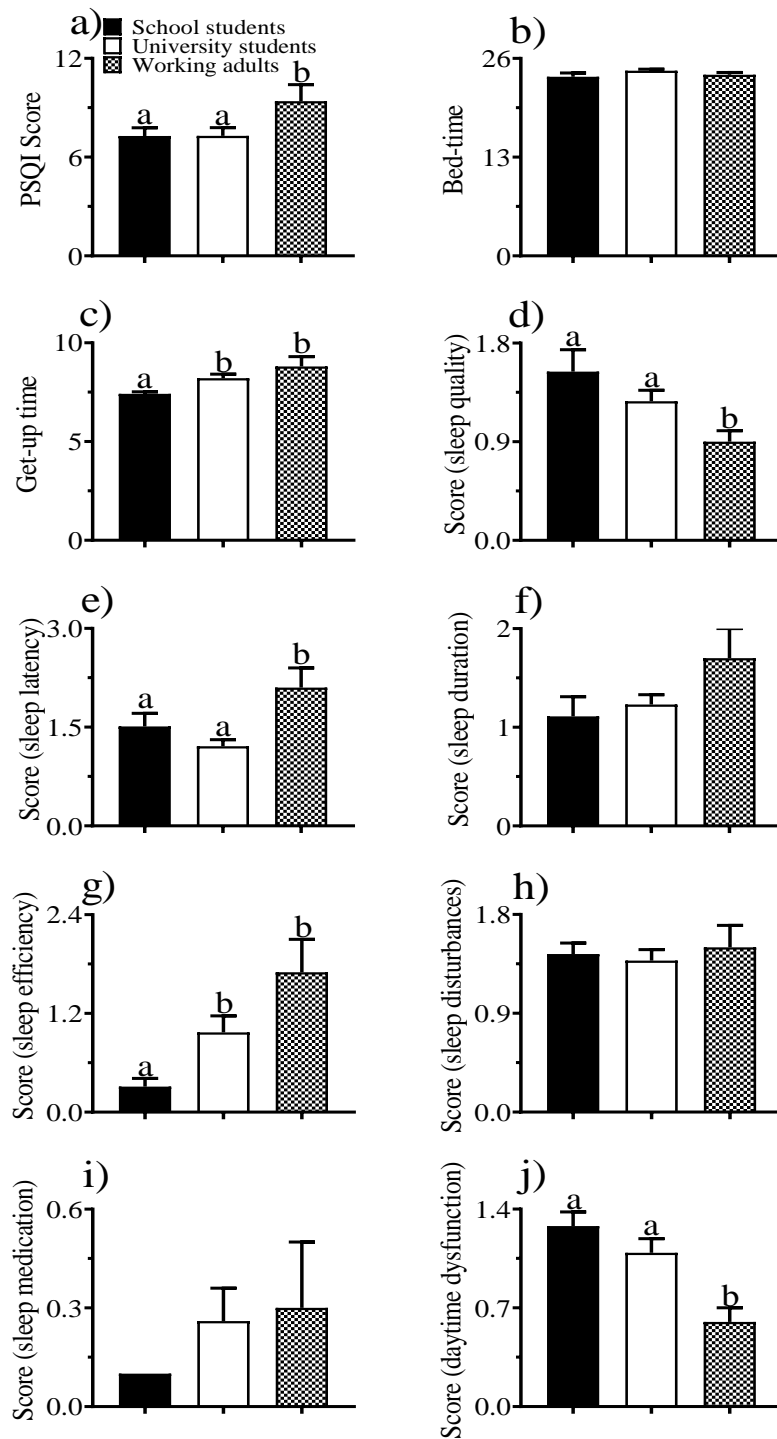 a)
School students
University students
Working adults
PSQI Score
12
6
0
a
a
b
b)
Bed-time
26
13
0
c)
Get-up time
10
5
0
a
b
b
d)
Score (sleep quality)
1.8
0.9
0.0
a
a
b
e)
Score (sleep latency)
3.0
1.5
0.0
a
a
b
f)
Score (sleep duration)
2
1
0
g)
Score (sleep efficiency)
2.4
1.2
0.0
a
b
b
h)
Score (sleep disturbances)
1.8
0.9
0.0
i)
Score (sleep medication)
0.6
0.3
0.0
j)
Score (daytime dysfunction)
1.4
0.7
0.0
a
a
b